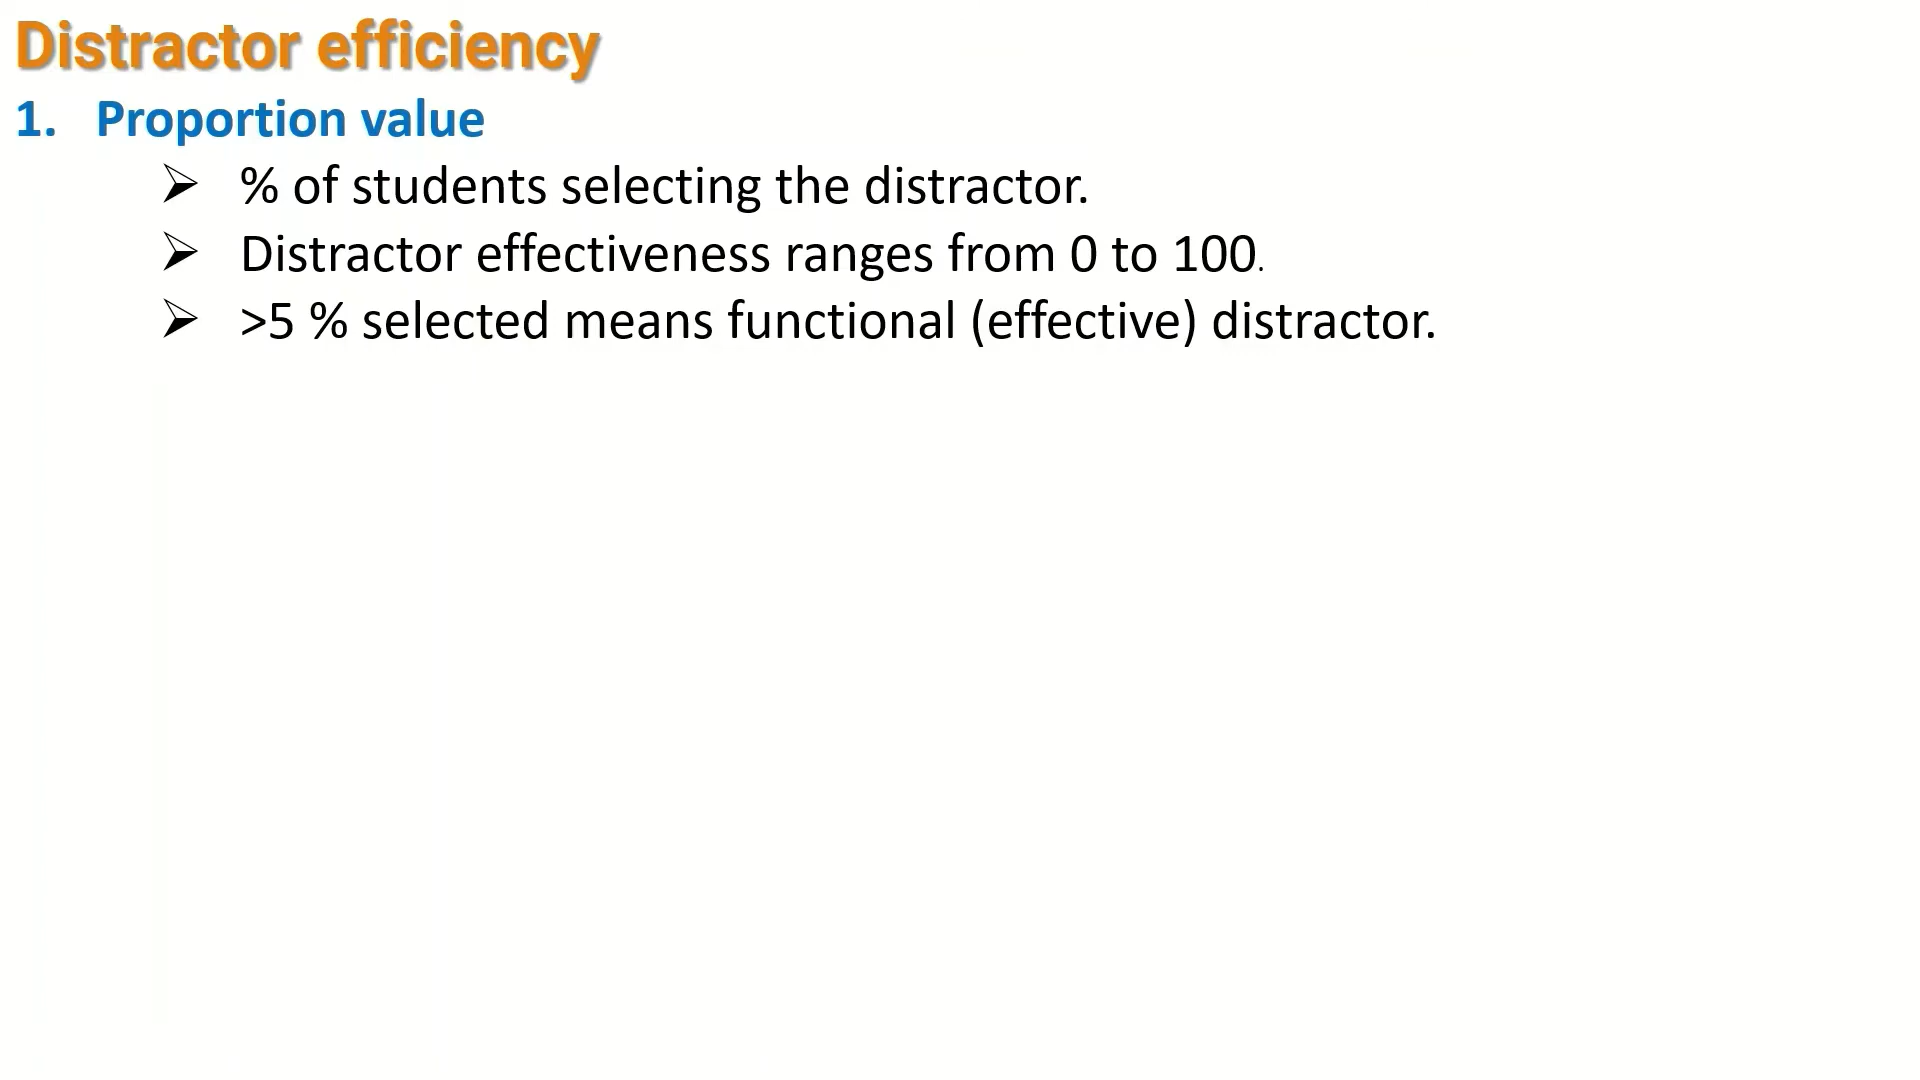 Distractor efficiency
1. Proportion value
➢ % of students selecting the distractor.
➢ Distractor effectiveness ranges from 0 to 100.
➢ >5 % selected means functional (effective) distractor.